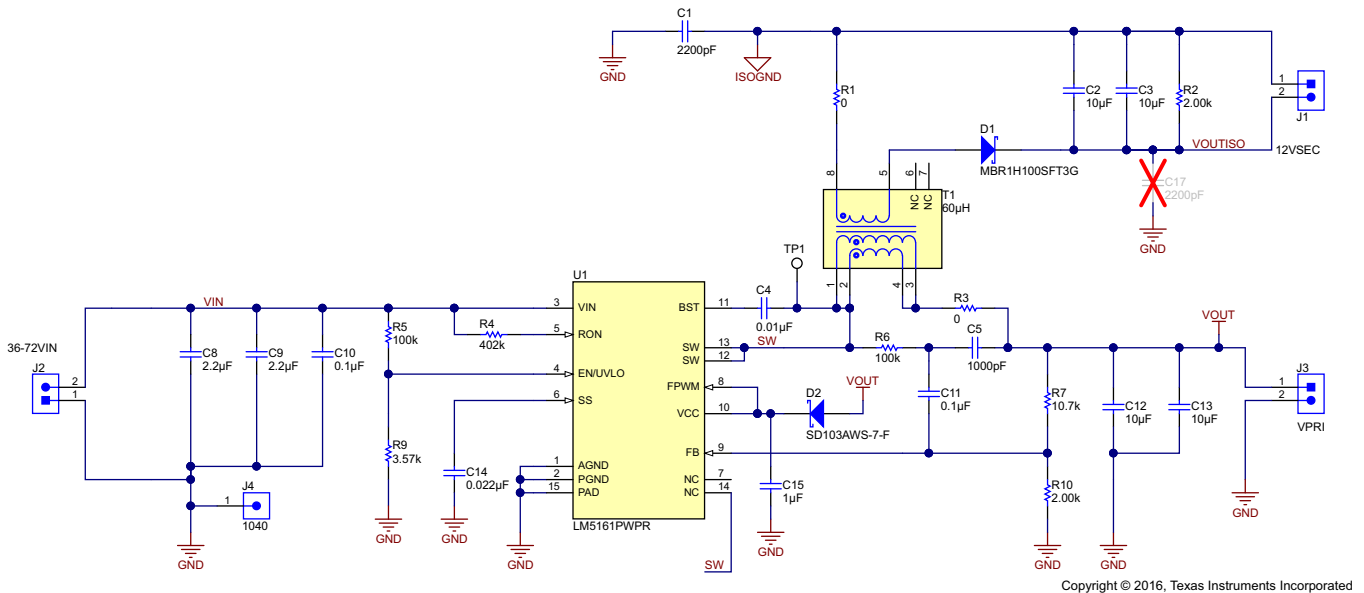 C1
2200pF
GND
ISOGND
R1
0
C2
10µF
C3
10µF
R2
2.00k
1
2
J1
12VSEC
VOUTISO
D1
MBR1H100SFT3G
C17
2200pF
GND
8
5
6
7
NC
NC
T1
60µH
1
2
4
3
TP1
36-72VIN
J2
2
1
VIN
C8
2.2µF
C9
2.2µF
C10
0.1µF
J4
1
1040
GND
R5
100k
R9
3.57k
GND
R4
402k
C14
0.022µF
GND
GND
U1
3
VIN
5
RON
4
EN/UVLO
6
SS
1
AGND
2
PGND
15
PAD
BST
11
SW
13
SW
12
FPWM
8
VCC
10
FB
9
NC
7
NC
14
LM5161PWPR
SW
C4
0.01µF
SW
R3
0
R6
100k
C5
1000pF
C11
0.1µF
VOUT
D2
SD103AWS-7-F
C15
1µF
GND
R7
10.7k
R10
2.00k
GND
C12
10µF
C13
10µF
GND
VOUT
J3
1
2
VPRI
GND
Copyright © 2016, Texas Instruments Incorporated